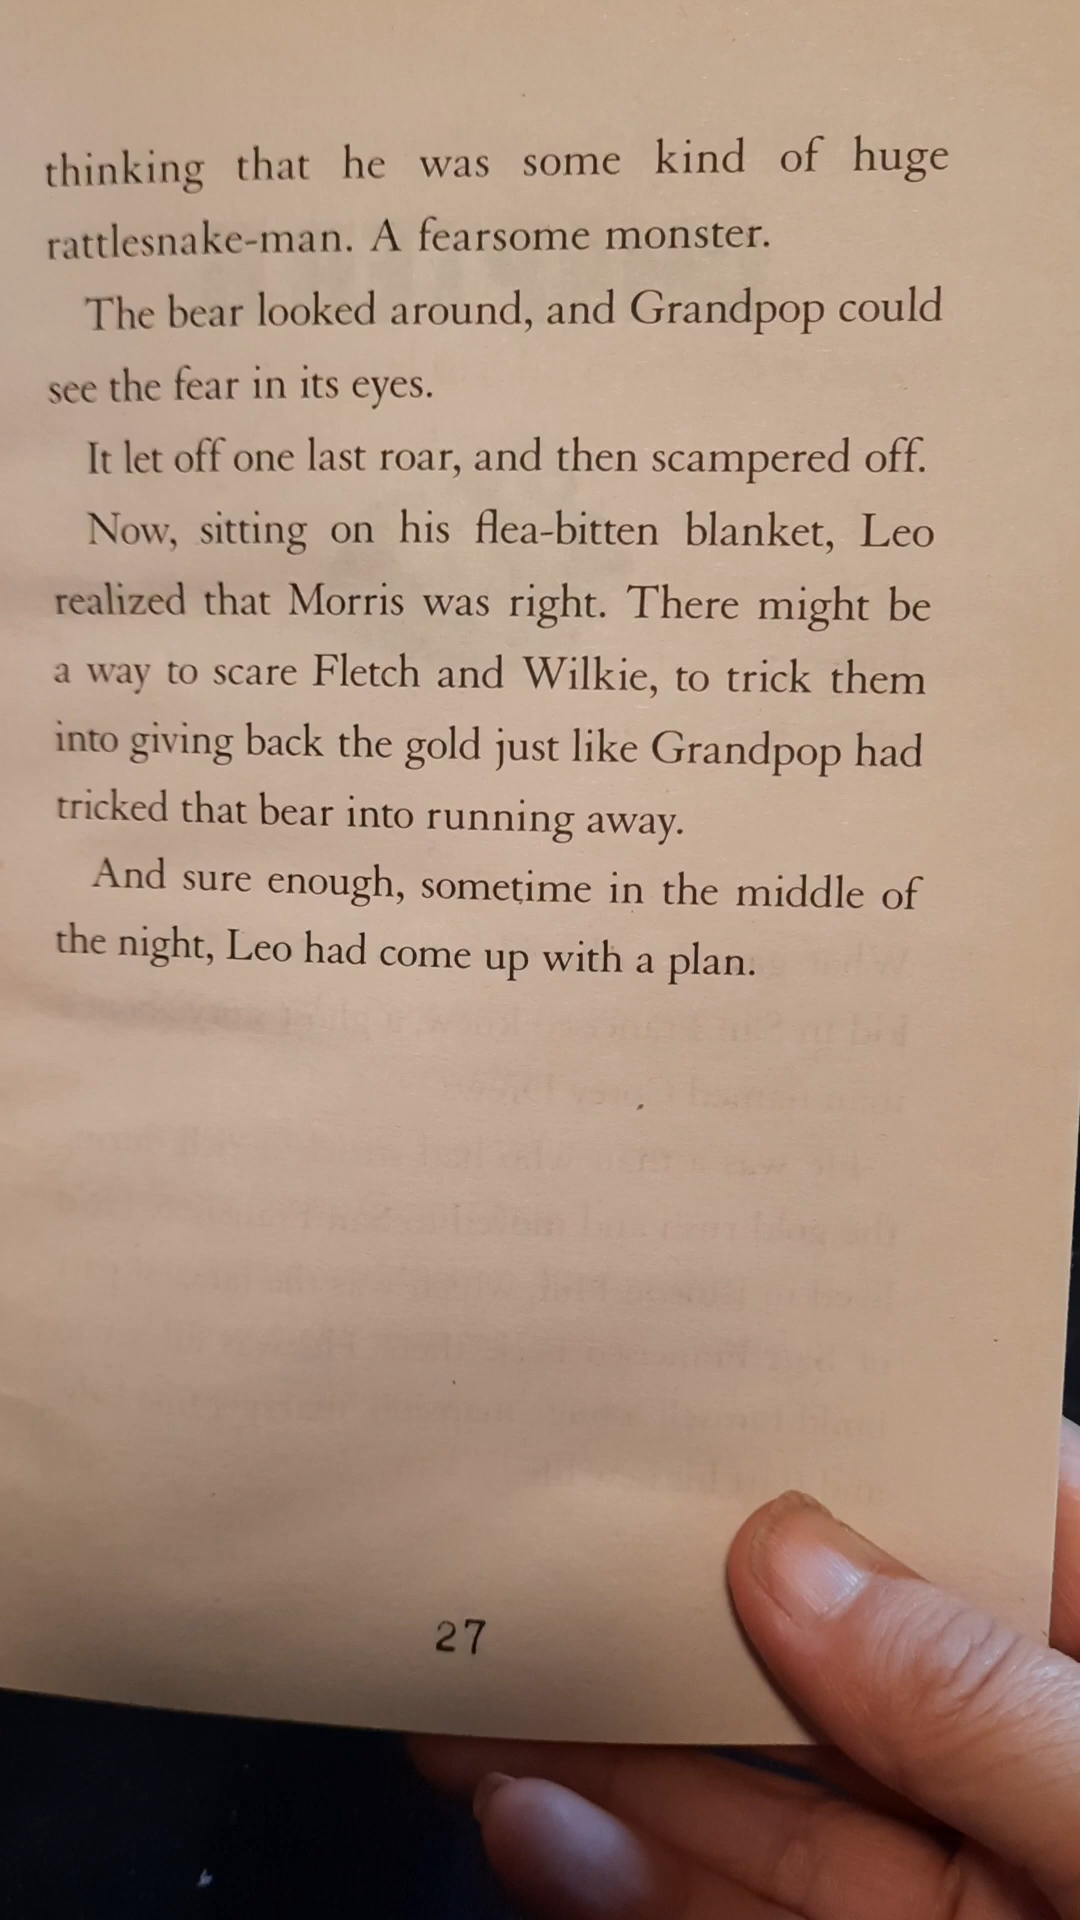 thinking that he was some kind of huge
rattlesnake-man. A fearsome monster.
The bear looked around, and Grandpop could
see the fear in its eyes.
It let off one last roar, and then scampered off.
Now, sitting on his flea-bitten blanket, Leo
realized that Morris was right. There might be
a way to scare Fletch and Wilkie, to trick them
into giving back the gold just like Grandpop had
tricked that bear into running away.
And sure enough, sometime in the middle of
the night, Leo had come up with a plan.
27